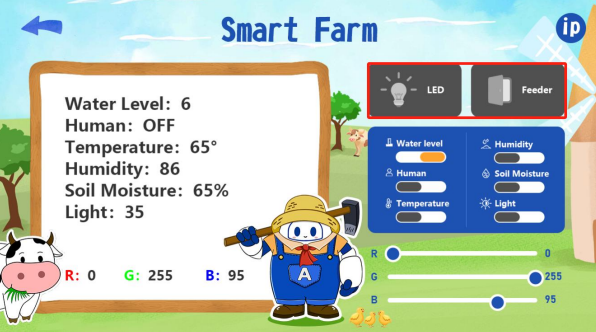 Smart Farm
ip
Water Level: 6
Human: OFF
Temperature: 65°
Humidity: 86
Soil Moisture: 65%
Light: 35
R: 0 G: 255 B: 95
A
LED
Feeder
Water level
Humidity
Human
Soil Moisture
Temperature
Light
R 0
G 255
B 95